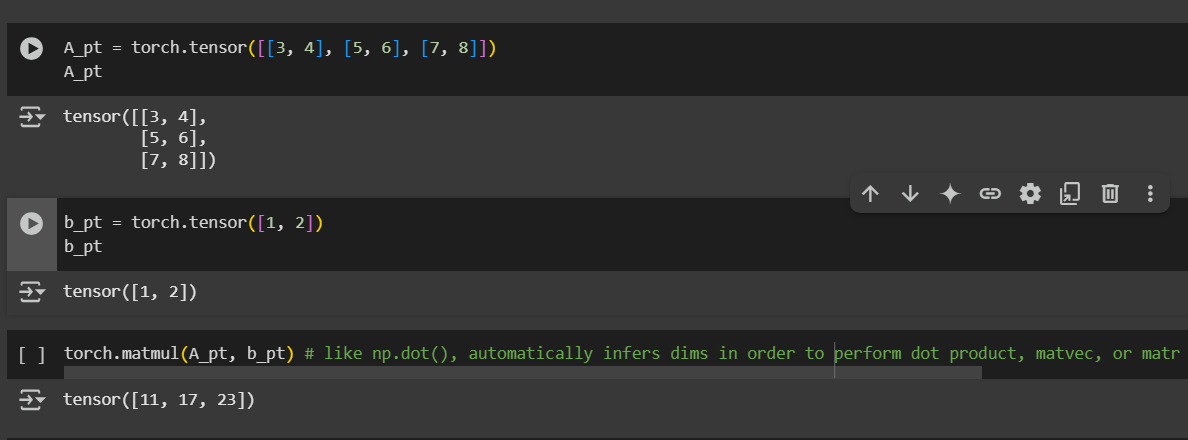 A_pt = torch.tensor([[3, 4], [5, 6], [7, 8]])
A_pt
tensor([[3, 4],
        [5, 6],
        [7, 8]])
b_pt = torch.tensor([1, 2])
b_pt
tensor([1, 2])
[ ] torch.matmul(A_pt, b_pt) # like np.dot(), automatically infers dims in order to perform dot product, matvec, or matr
tensor([11, 17, 23])